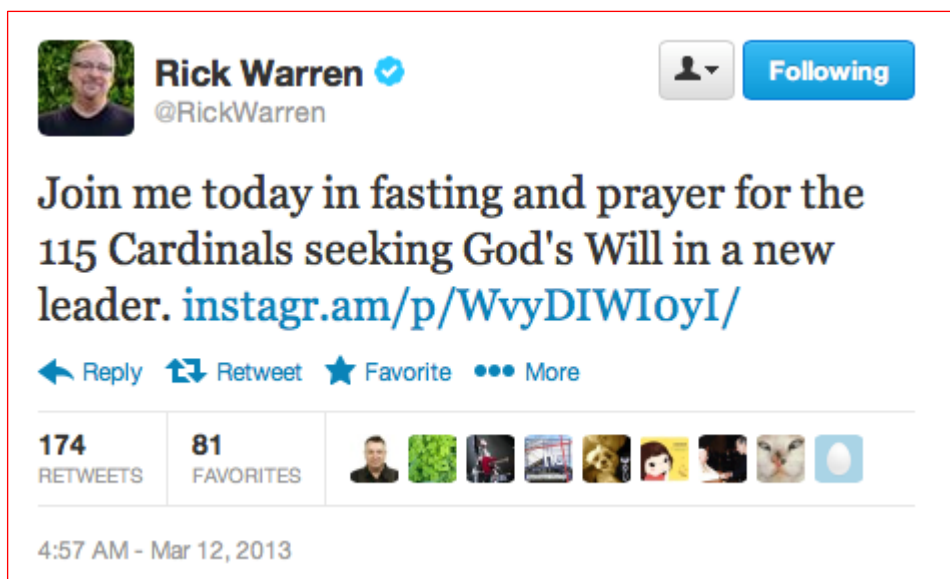 Rick Warren
@RickWarren
Following
Join me today in fasting and prayer for the
115 Cardinals seeking God's Will in a new
leader. instagr.am/p/WvyDIWI0yI/
Reply Retweet Favorite More
174 81
RETWEETS FAVORITES
4:57 AM - Mar 12, 2013